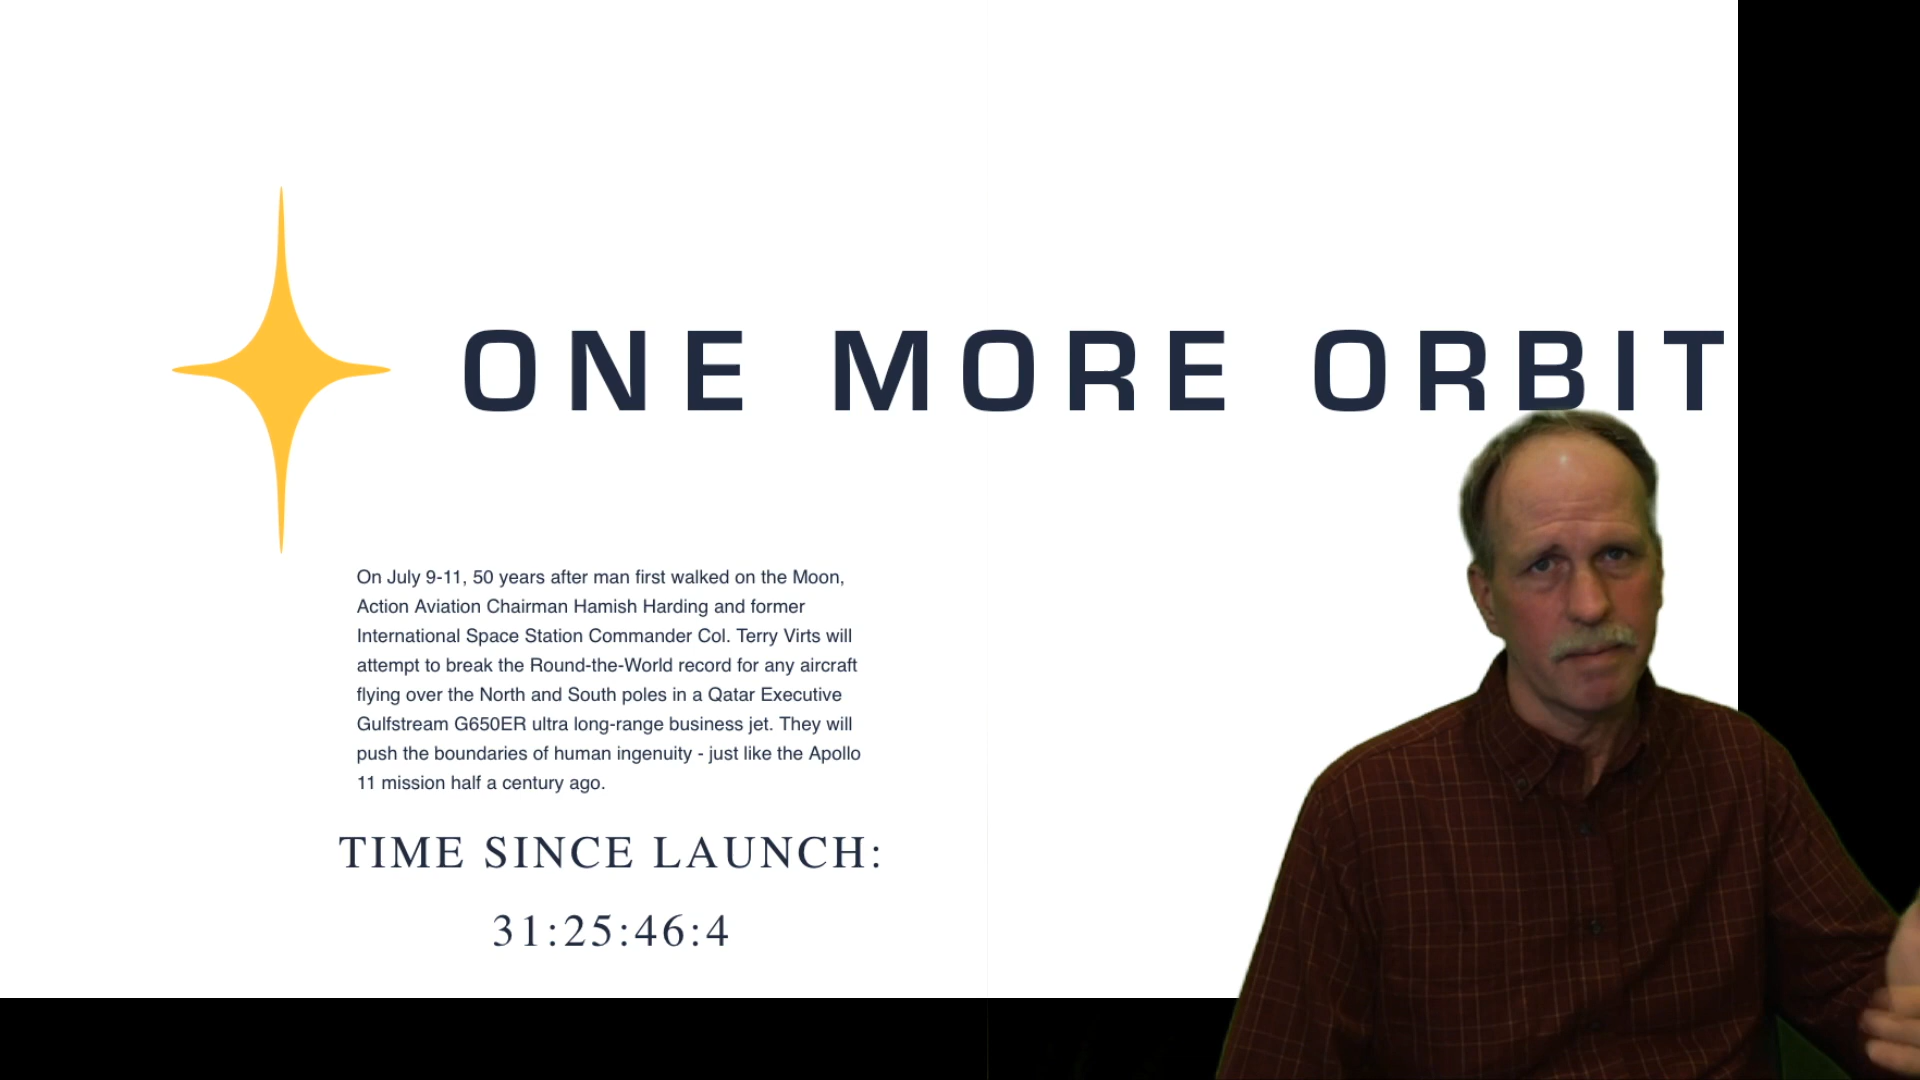 ONE MORE ORBIT
On July 9-11, 50 years after man first walked on the Moon,
Action Aviation Chairman Hamish Harding and former
International Space Station Commander Col. Terry Virts will
attempt to break the Round-the-World record for any aircraft
flying over the North and South poles in a Qatar Executive
Gulfstream G650ER ultra long-range business jet. They will
push the boundaries of human ingenuity - just like the Apollo
11 mission half a century ago.
TIME SINCE LAUNCH:
31:25:46:4